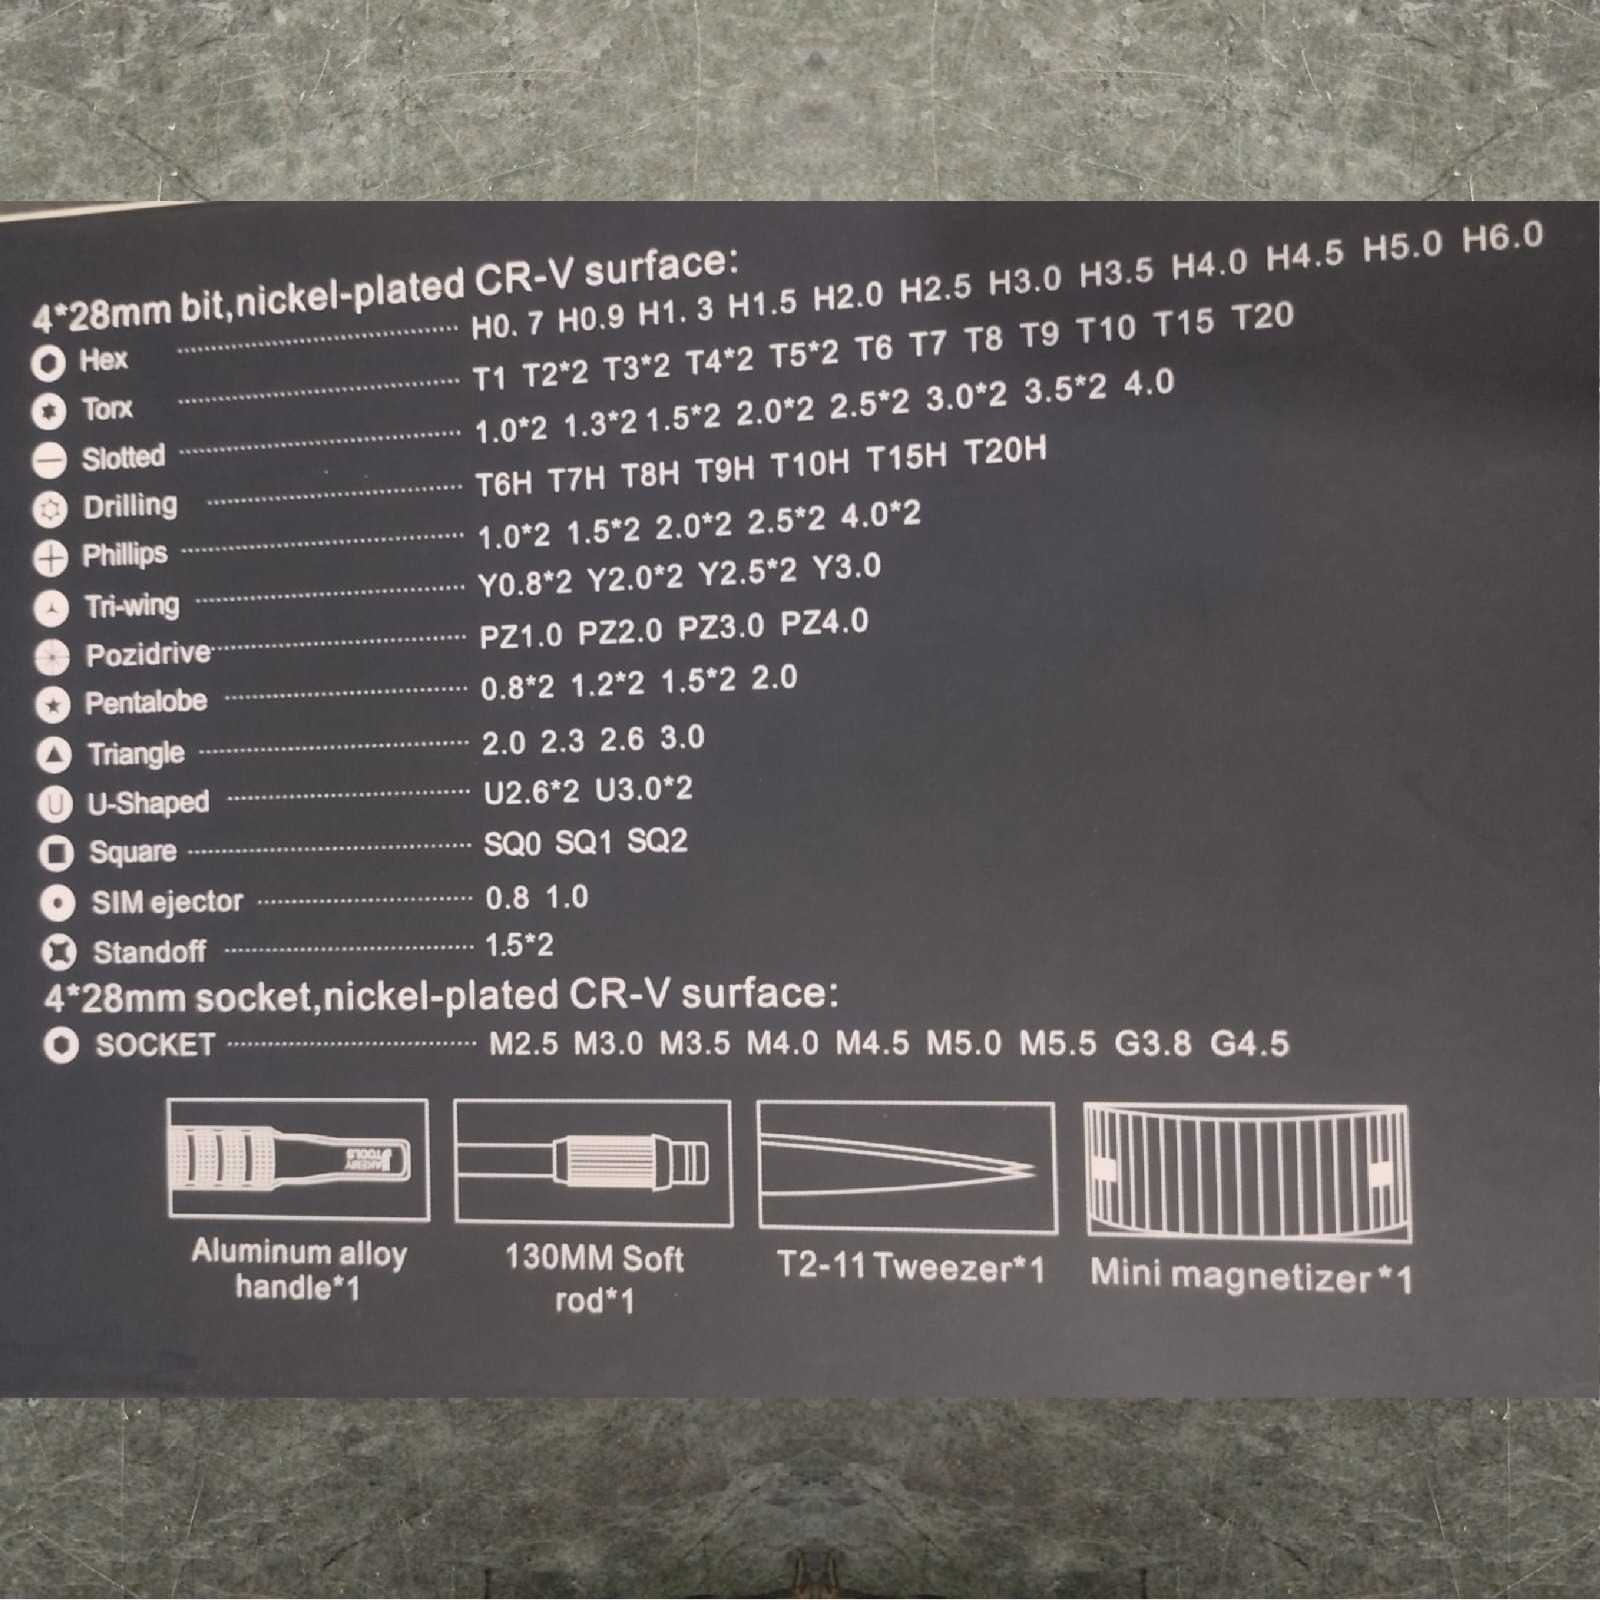 4*28mm bit,nickel-plated CR-V surface:
Hex H0. 7 H0.9 H1. 3 H1.5 H2.0 H2.5 H3.0 H3.5 H4.0 H4.5 H5.0 H6.0
Torx T1 T2*2 T3*2 T4*2 T5*2 T6 T7 T8 T9 T10 T15 T20
Slotted 1.0*2 1.3*2 1.5*2 2.0*2 2.5*2 3.0*2 3.5*2 4.0
Drilling T6H T7H T8H T9H T10H T15H T20H
Phillips 1.0*2 1.5*2 2.0*2 2.5*2 4.0*2
Tri-wing Y0.8*2 Y2.0*2 Y2.5*2 Y3.0
Pozidrive PZ1.0 PZ2.0 PZ3.0 PZ4.0
Pentalobe 0.8*2 1.2*2 1.5*2 2.0
Triangle 2.0 2.3 2.6 3.0
U U-Shaped U2.6*2 U3.0*2
Square SQ0 SQ1 SQ2
SIM ejector 0.8 1.0
Standoff 1.5*2
4*28mm socket,nickel-plated CR-V surface:
SOCKET M2.5 M3.0 M3.5 M4.0 M4.5 M5.0 M5.5 G3.8 G4.5
TOOLS
Aluminum alloy
handle*1
130MM Soft
rod*1
T2-11 Tweezer*1
Mini magnetizer*1